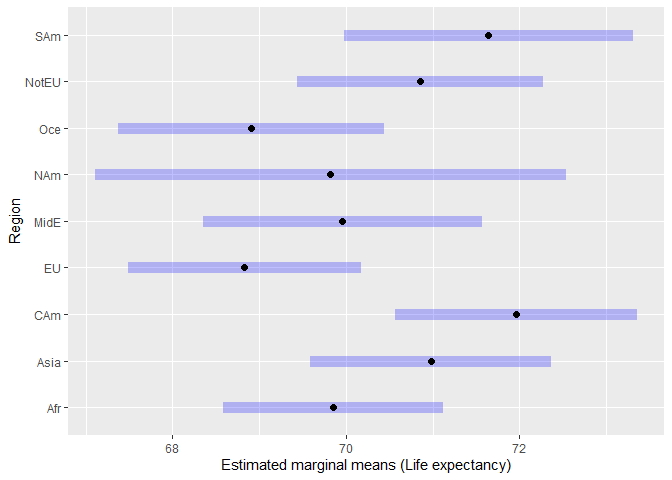 SAm
NotEU
Oce
NAm
MidE
EU
CAm
Asia
Afr
Region
68 70 72
Estimated marginal means (Life expectancy)